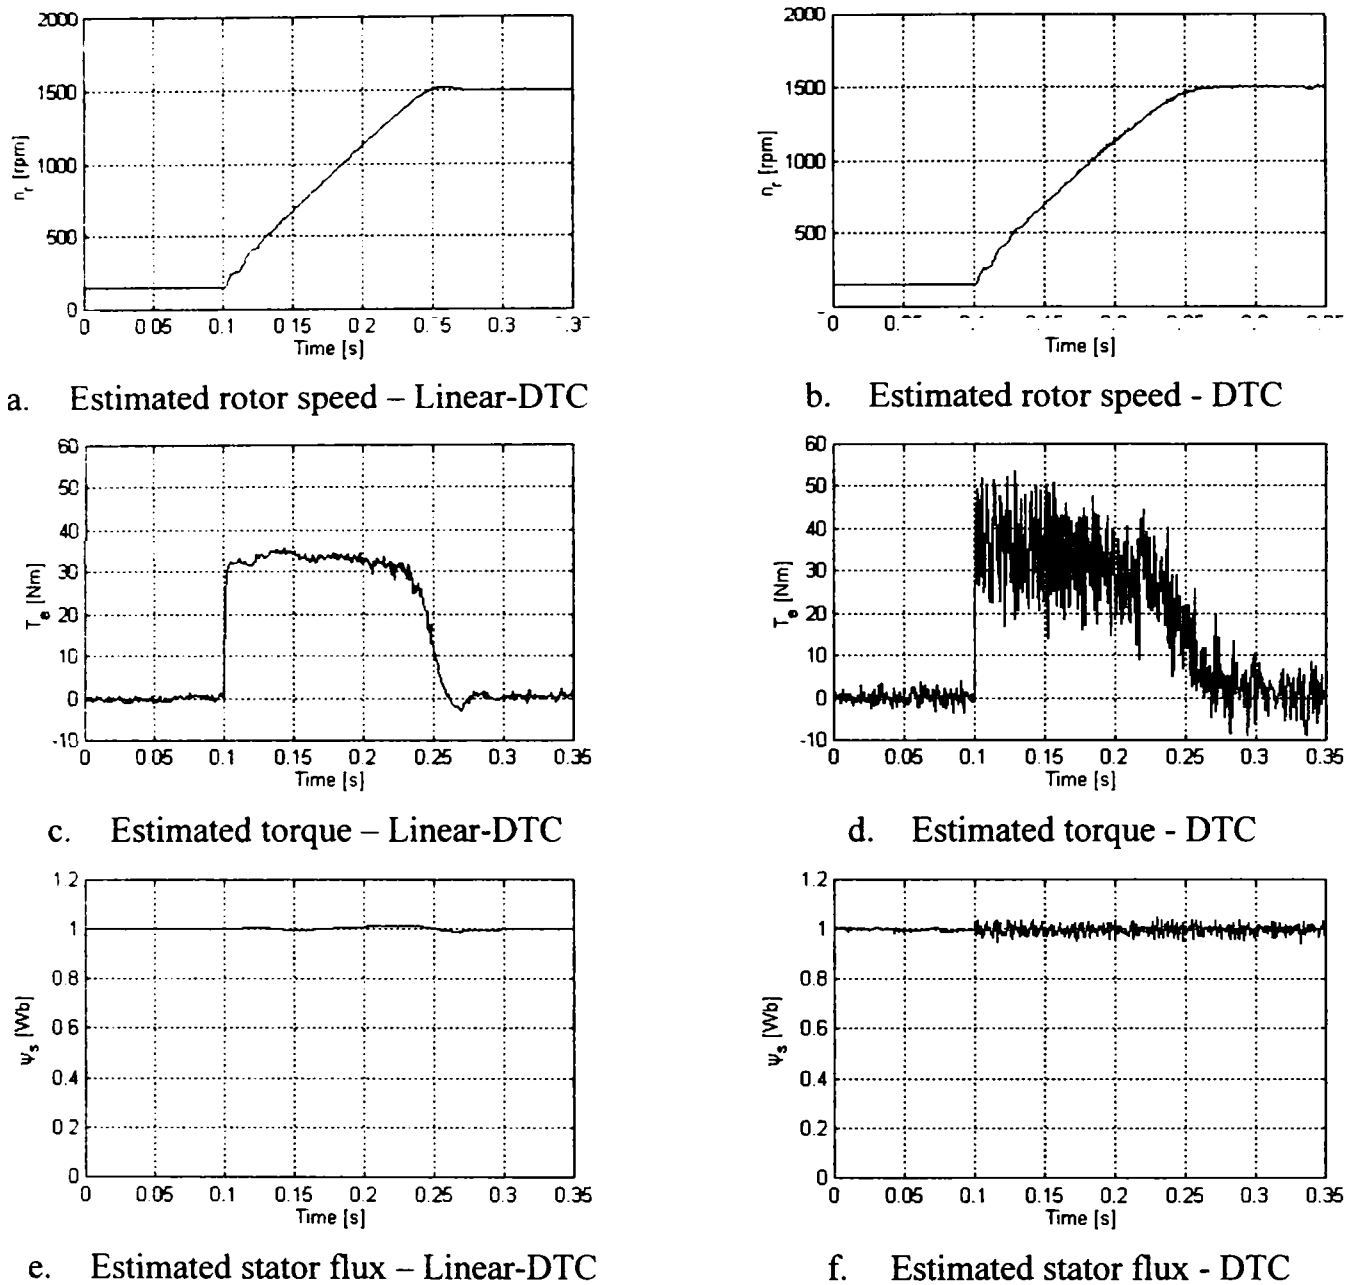 2000
1500
1000
500
0
n_r [rpm]
0 0.05 0.1 0.15 0.2 0.3
Time [s]
a. Estimated rotor speed – Linear-DTC
2000
1500
1000
500
0
n_r [rpm]
0
Time [s]
b. Estimated rotor speed - DTC
60
50
40
30
20
10
0
-10
T_e [Nm]
0 0.05 0.1 0.15 0.2 0.25 0.3 0.35
Time [s]
c. Estimated torque – Linear-DTC
60
50
40
30
20
10
0
-10
T_e [Nm]
0 0.05 0.1 0.15 0.2 0.25 0.3 0.35
Time [s]
d. Estimated torque - DTC
1.2
1
0.8
0.6
0.4
0.2
0
Ψ_s [Wb]
0 0.05 0.1 0.15 0.2 0.25 0.3 0.35
Time [s]
e. Estimated stator flux – Linear-DTC
1.2
1
0.8
0.6
0.4
0.2
0
Ψ_s [Wb]
0 0.05 0.1 0.15 0.2 0.25 0.3 0.35
Time [s]
f. Estimated stator flux - DTC